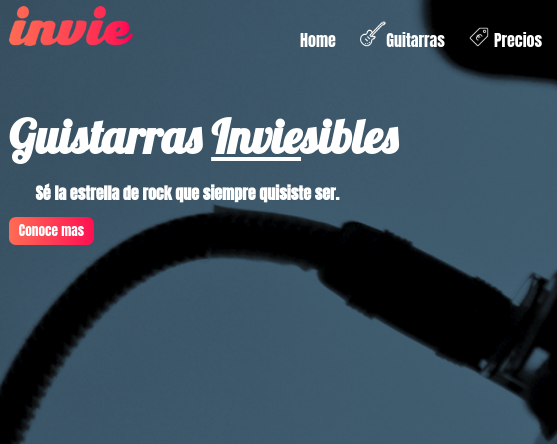 invie
Home Guitarras Precios
Guistarras Inviesibles
Sé la estrella de rock que siempre quisiste ser.
Conoce mas